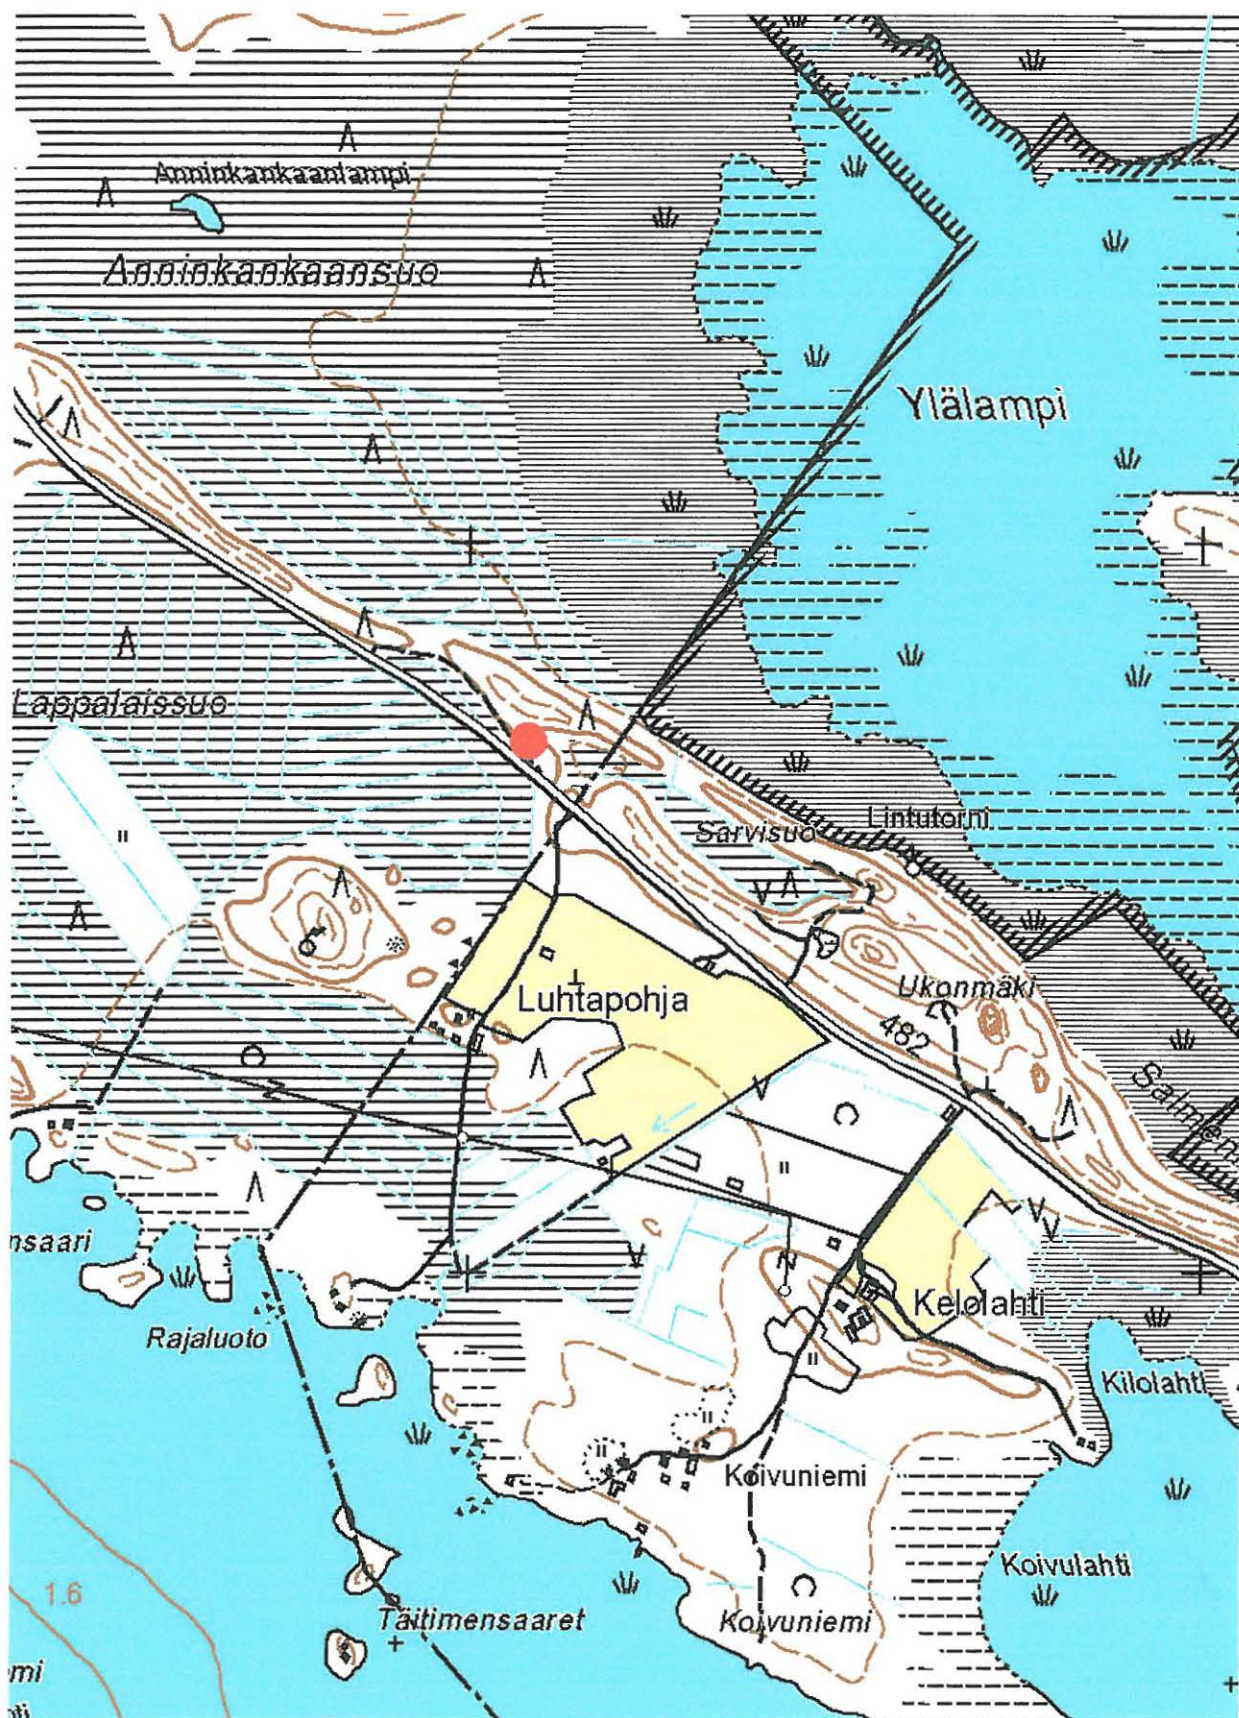 Anninkankaanlampi
Anninkankaansuo
Ylälampi
Lappalaissuo
Lintutorni
Sarvisuo
Luhtapohja
Ukonmäki
482
Salmen
nsaari
Rajaluoto
Kelolahti
Kilolahti
Koivuniemi
Koivulahti
1.6
Täitimensaaret
Koivuniemi